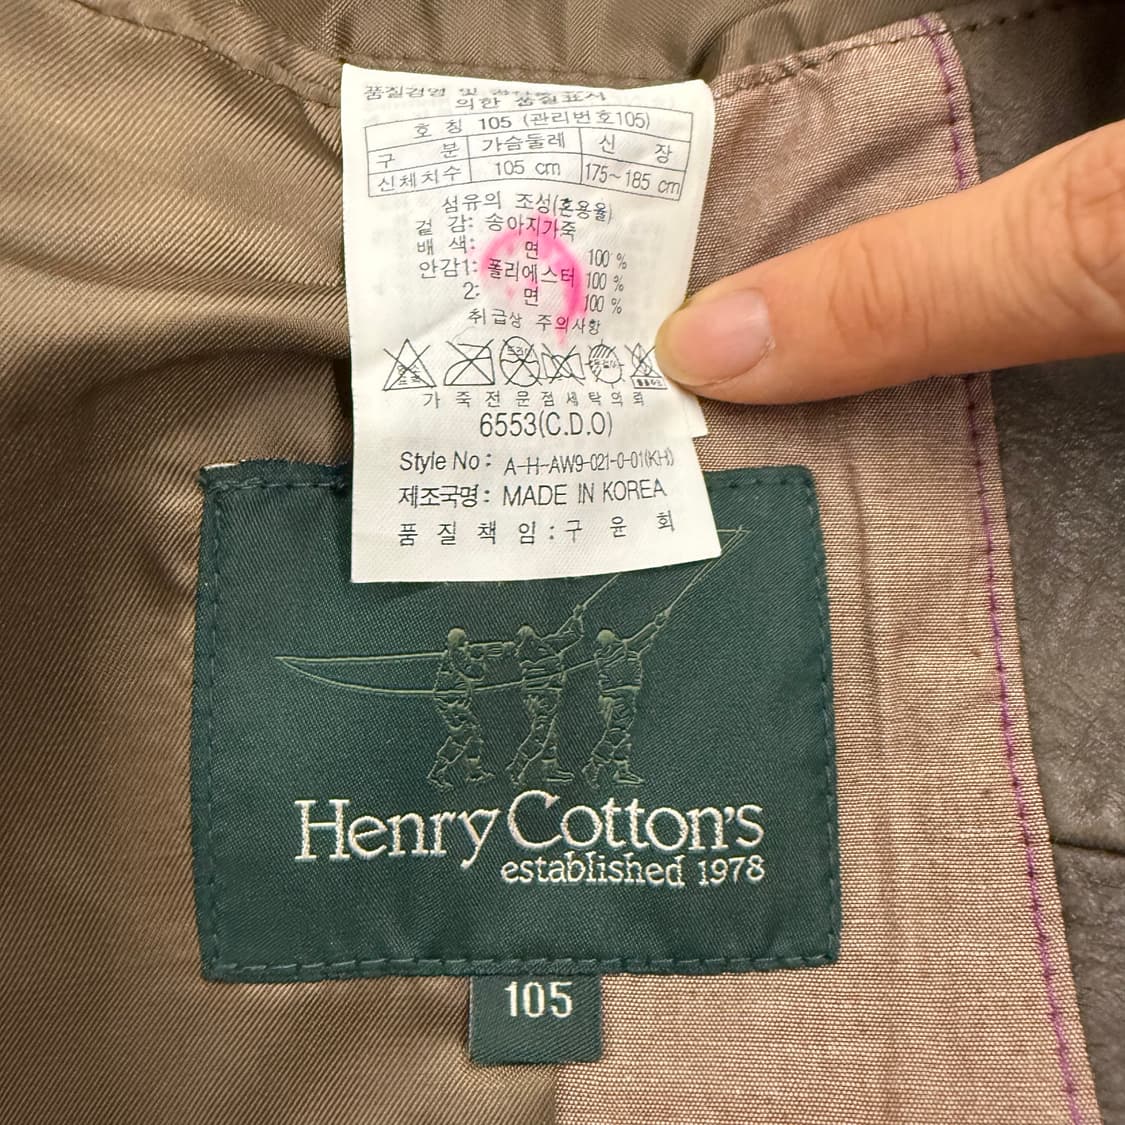 품질경영 및
의한 품질표시
호 칭 105 (관리번호105)
구 분 가슴둘레 신 장
신체치수 105 cm 175~185 cm
섬유의 조성(혼용율)
겉 감: 송아지가죽
배 색: 면 100 %
안감1: 폴리에스터 100 %
2: 면 100 %
취급상 주의사항
가죽전문점세탁의뢰
6553(C.D.O)
Style No : A-H-AW9-021-0-01(KH)
제조국명 : MADE IN KOREA
품 질 책 임 : 구 윤 회
Henry Cotton's
established 1978
105